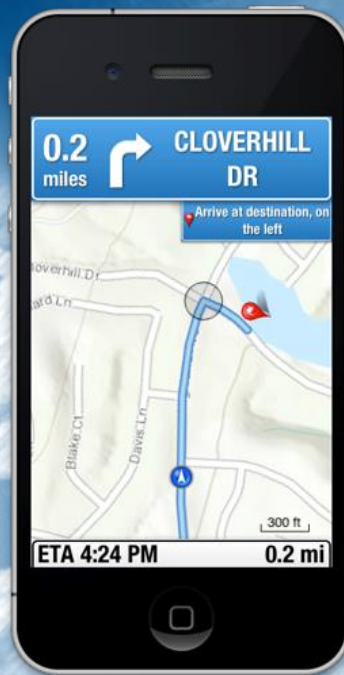 0.2
miles
CLOVERHILL
DR
Arrive at destination, on
the left
loverhill Dr
ard Ln
Blake Ct
Davis Ln
300 ft
ETA 4:24 PM
0.2 mi